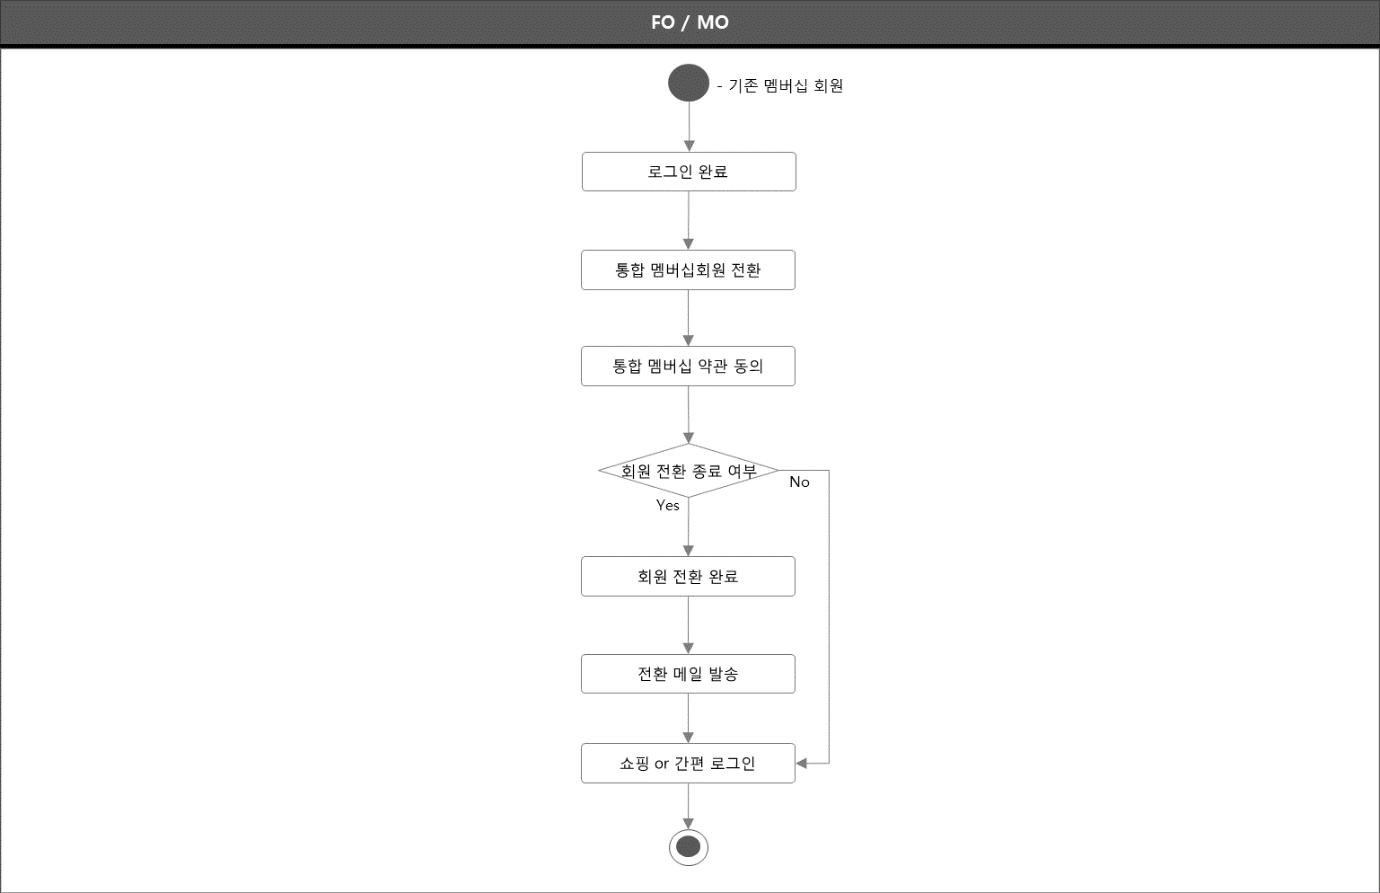 FO / MO
- 기존 멤버십 회원
로그인 완료
통합 멤버십회원 전환
통합 멤버십 약관 동의
회원 전환 종료 여부
No
Yes
회원 전환 완료
전환 메일 발송
쇼핑 or 간편 로그인